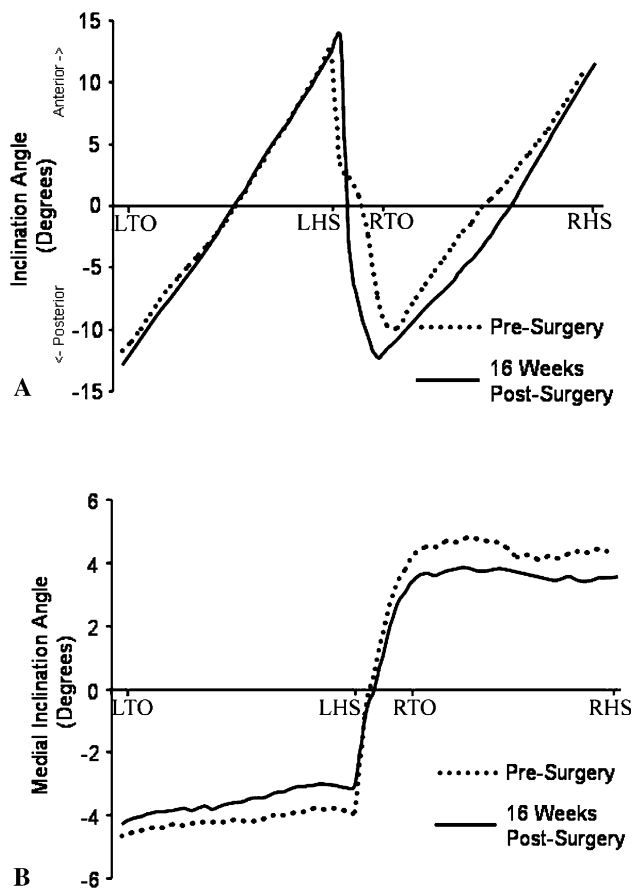 15
10
5
0
-5
-10
-15
Anterior ->
<- Posterior
Inclination Angle
(Degrees)
LTO
LHS
RTO
RHS
Pre-Surgery
16 Weeks
Post-Surgery
A
6
4
2
0
-2
-4
-6
Medial Inclination Angle
(Degrees)
LTO
LHS
RTO
RHS
Pre-Surgery
16 Weeks
Post-Surgery
B